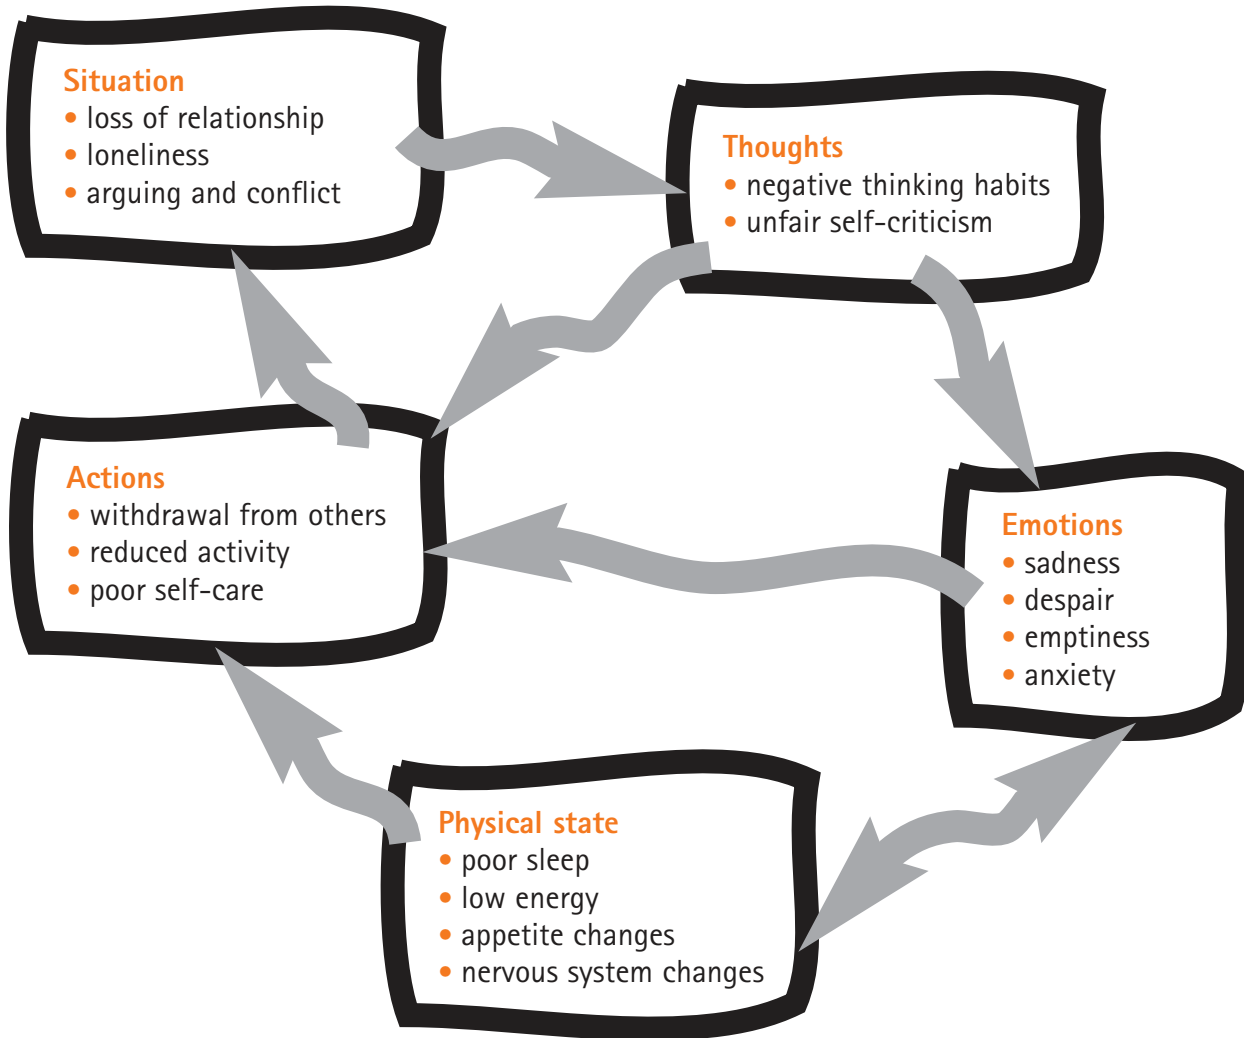 Situation
• loss of relationship
• loneliness
• arguing and conflict
Thoughts
• negative thinking habits
• unfair self-criticism
Actions
• withdrawal from others
• reduced activity
• poor self-care
Emotions
• sadness
• despair
• emptiness
• anxiety
Physical state
• poor sleep
• low energy
• appetite changes
• nervous system changes